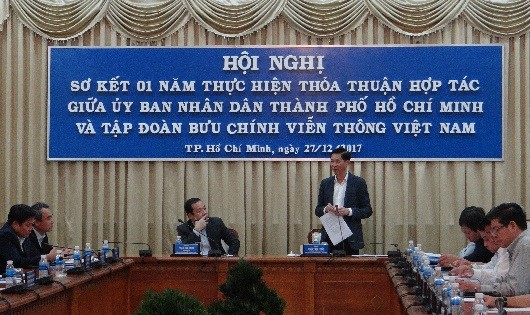 HỘI NGHỊ
SƠ KẾT 01 NĂM THỰC HIỆN THỎA THUẬN HỢP TÁC
GIỮA ỦY BAN NHÂN DÂN THÀNH PHỐ HỒ CHÍ MINH
VÀ TẬP ĐOÀN BƯU CHÍNH VIỄN THÔNG VIỆT NAM
TP. Hồ Chí Minh, ngày 27/12/2017